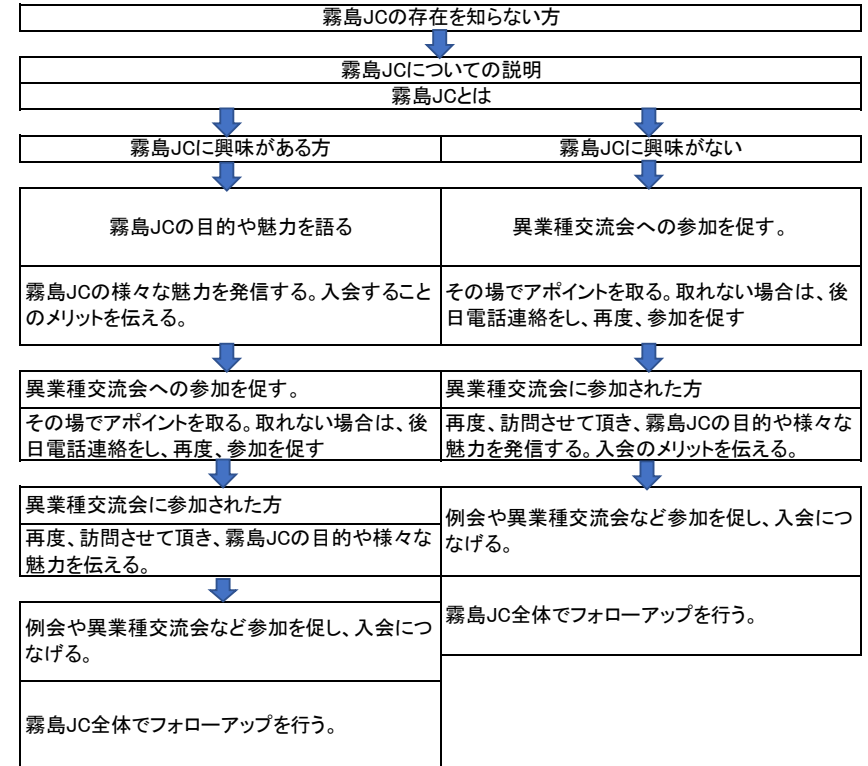 霧島JCの存在を知らない方
霧島JCについての説明
霧島JCとは
霧島JCに興味がある方
霧島JCに興味がない
霧島JCの目的や魅力を語る
異業種交流会への参加を促す。
霧島JCの様々な魅力を発信する。入会すること
のメリットを伝える。
その場でアポイントを取る。取れない場合は、後
日電話連絡をし、再度、参加を促す
異業種交流会への参加を促す。
異業種交流会に参加された方
その場でアポイントを取る。取れない場合は、後
日電話連絡をし、再度、参加を促す
再度、訪問させて頂き、霧島JCの目的や様々な
魅力を発信する。入会のメリットを伝える。
異業種交流会に参加された方
再度、訪問させて頂き、霧島JCの目的や様々な
魅力を伝える。
例会や異業種交流会など参加を促し、入会につ
なげる。
霧島JC全体でフォローアップを行う。
例会や異業種交流会など参加を促し、入会につ
なげる。
霧島JC全体でフォローアップを行う。